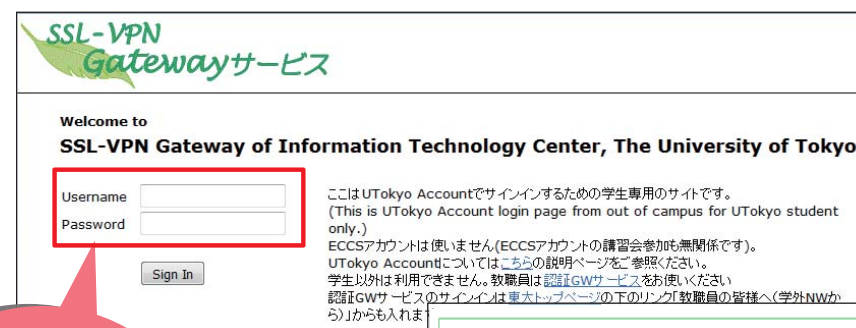 SSL-VPN
Gatewayサービス
Welcome to
SSL-VPN Gateway of Information Technology Center, The University of Tokyo
Username
Password
Sign In
ここはUTokyo Accountでサインインするための学生専用のサイトです。
(This is UTokyo Account login page from out of campus for UTokyo student
only.)
ECCSアカウントは使いません(ECCSアカウントの講習会参加も無関係です)。
UTokyo Accountについてはこちらの説明ページをご参照ください。
学生以外は利用できません。教職員は認証GWサービスをお使いください
認証GWサービスのサインインは東大トップページの下のリンク「教職員の皆様へ(学外NWか
ら)」からも入れま